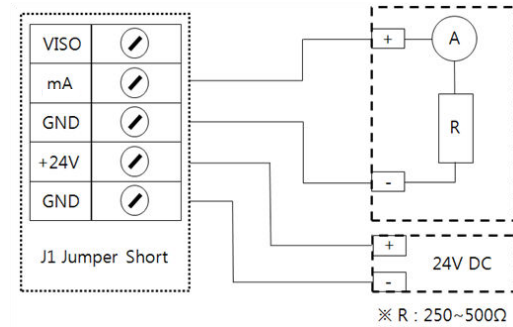 VISO
mA
GND
+24V
GND
J1 Jumper Short
+
A
R
-
+
24V DC
-
※ R : 250~500Ω